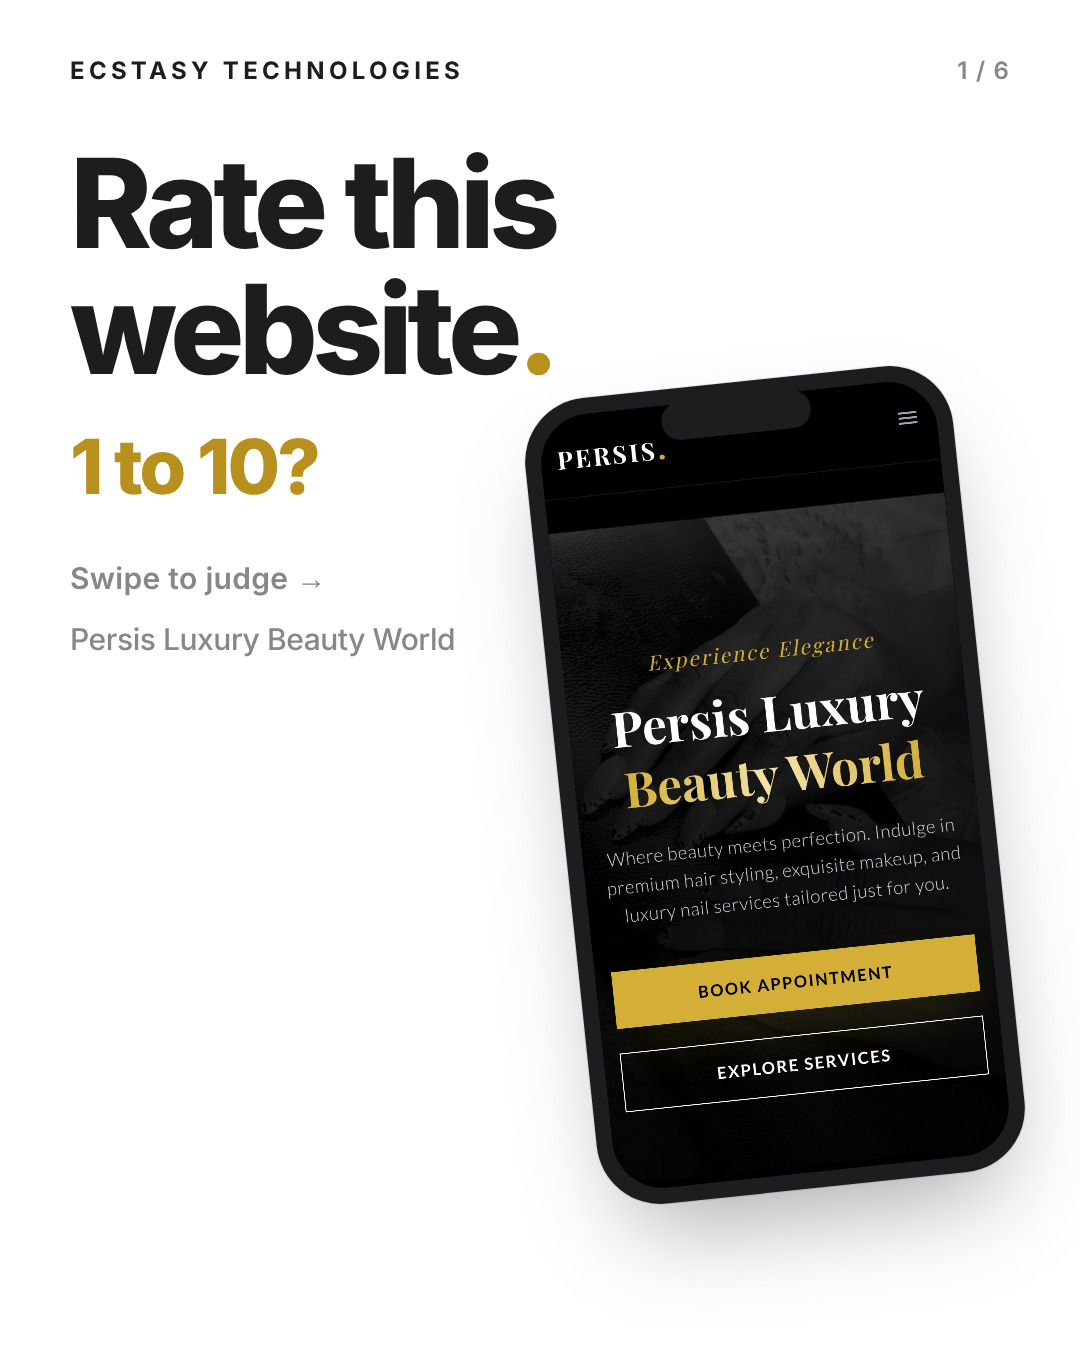 ECSTASY TECHNOLOGIES
1 / 6
Rate this
website.
1 to 10?
Swipe to judge →
Persis Luxury Beauty World
PERSIS.
Experience Elegance
Persis Luxury
Beauty World
Where beauty meets perfection. Indulge in
premium hair styling, exquisite makeup, and
luxury nail services tailored just for you.
BOOK APPOINTMENT
EXPLORE SERVICES